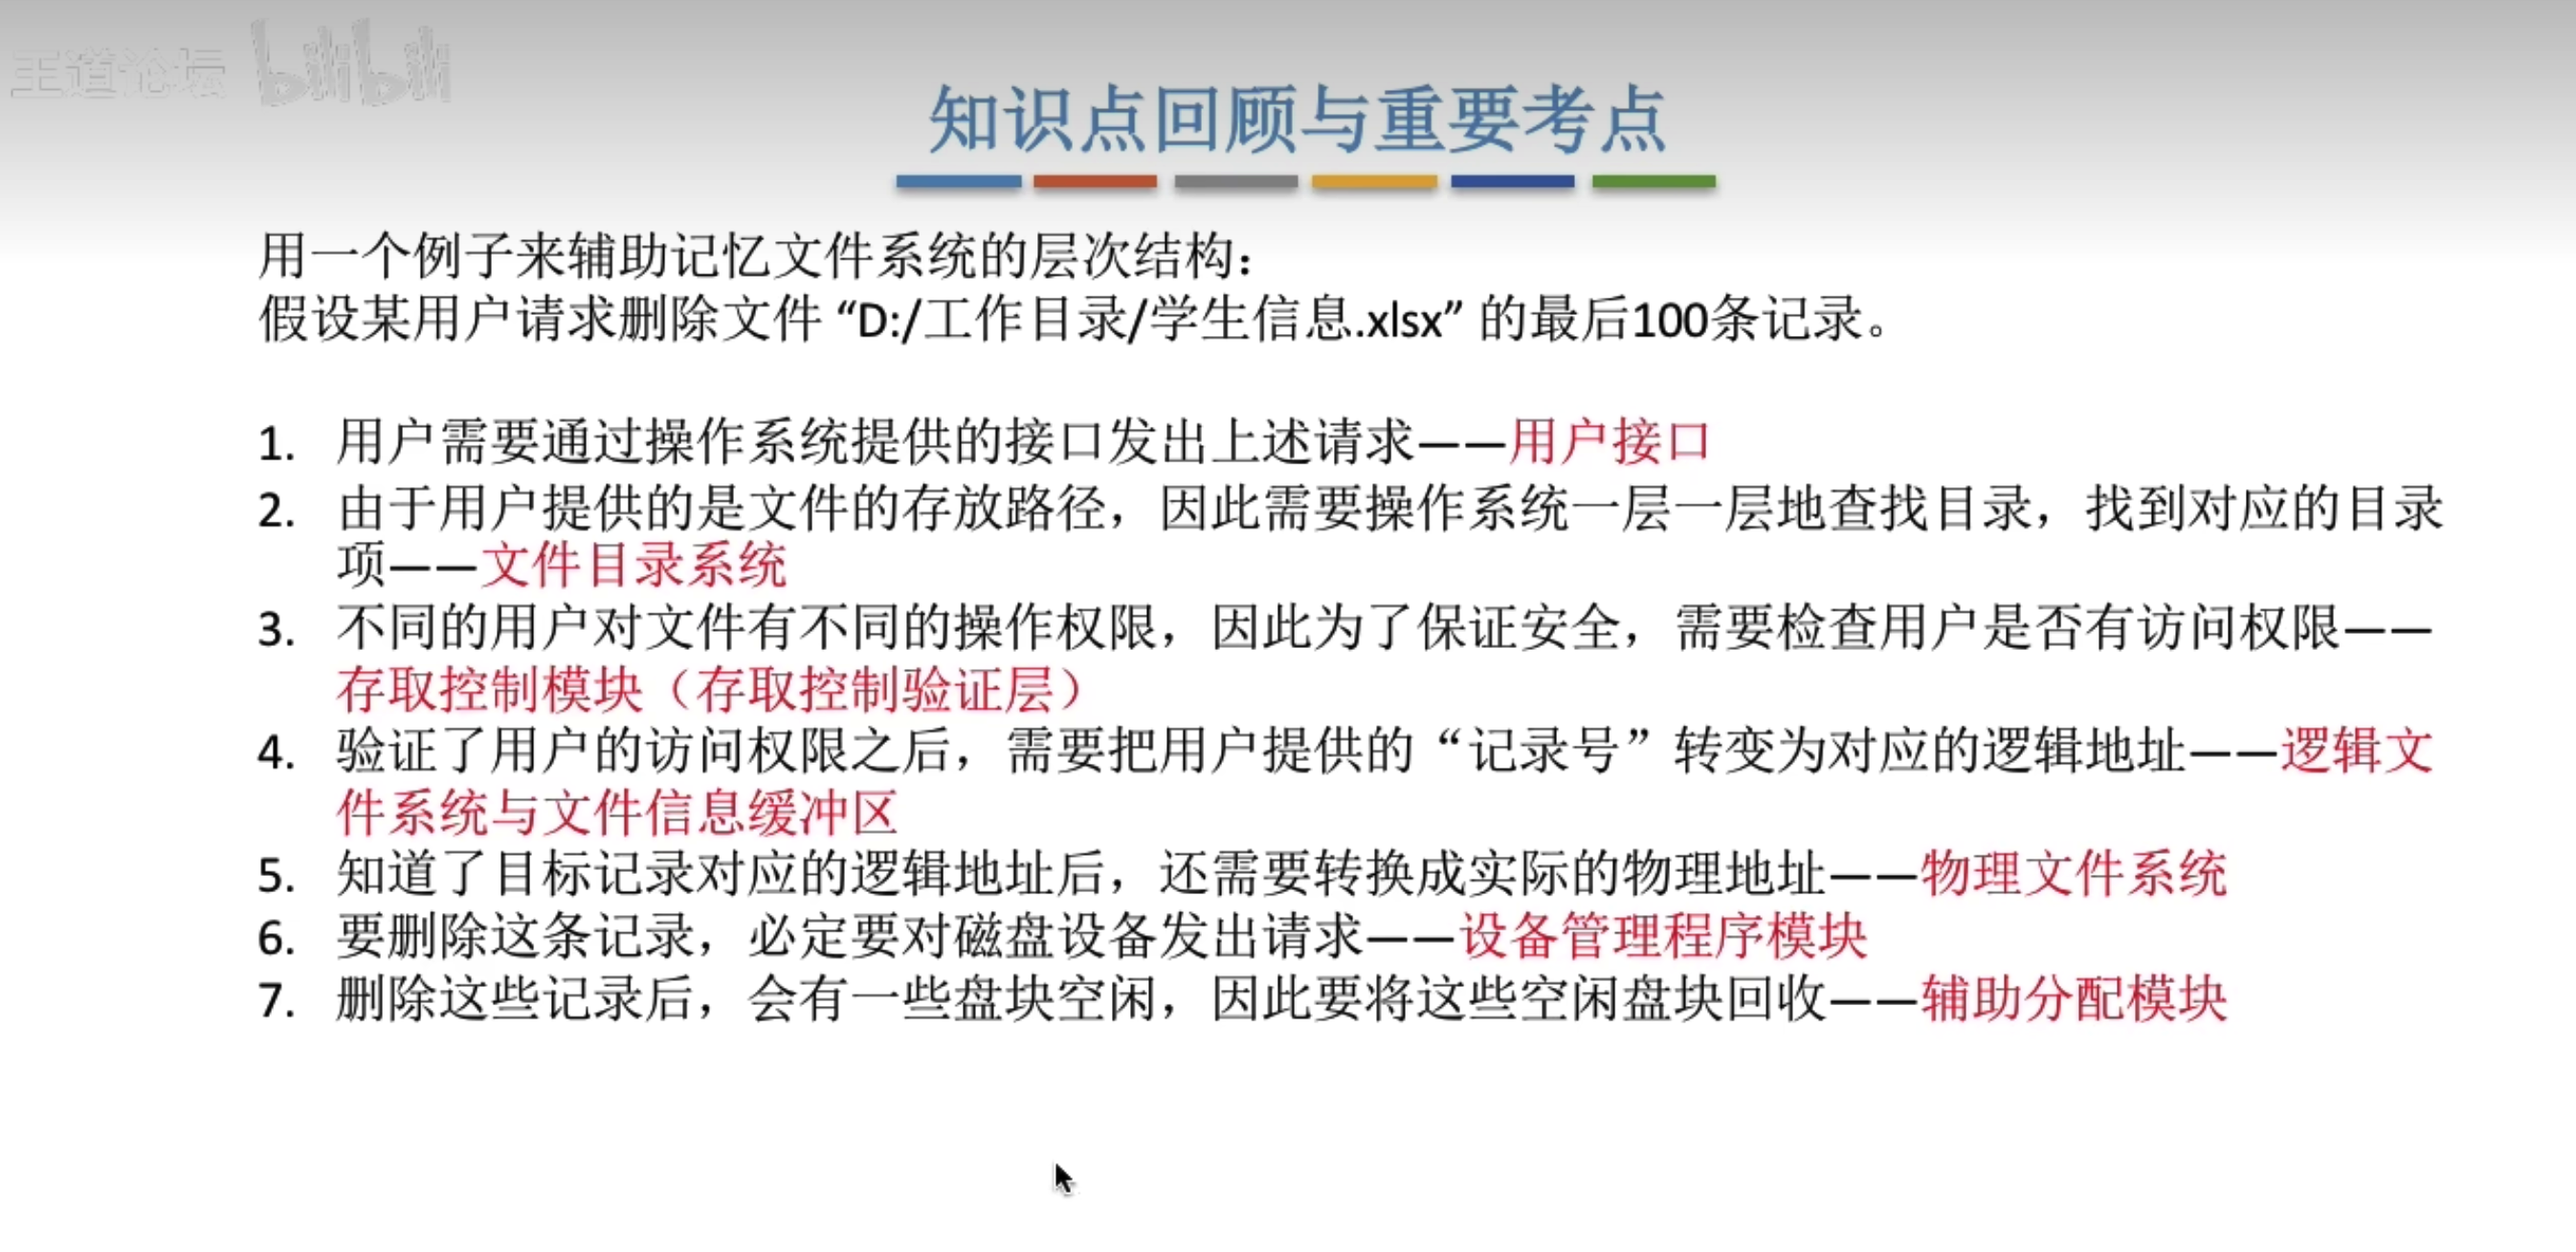 王道论坛 bilibili
知识点回顾与重要考点
用一个例子来辅助记忆文件系统的层次结构：
假设某用户请求删除文件 “D:/工作目录/学生信息.xlsx” 的最后100条记录。
1. 用户需要通过操作系统提供的接口发出上述请求——用户接口
2. 由于用户提供的是文件的存放路径，因此需要操作系统一层一层地查找目录，找到对应的目录
项——文件目录系统
3. 不同的用户对文件有不同的操作权限，因此为了保证安全，需要检查用户是否有访问权限——
存取控制模块（存取控制验证层）
4. 验证了用户的访问权限之后，需要把用户提供的“记录号”转变为对应的逻辑地址——逻辑文
件系统与文件信息缓冲区
5. 知道了目标记录对应的逻辑地址后，还需要转换成实际的物理地址——物理文件系统
6. 要删除这条记录，必定要对磁盘设备发出请求——设备管理程序模块
7. 删除这些记录后，会有一些盘块空闲，因此要将这些空闲盘块回收——辅助分配模块